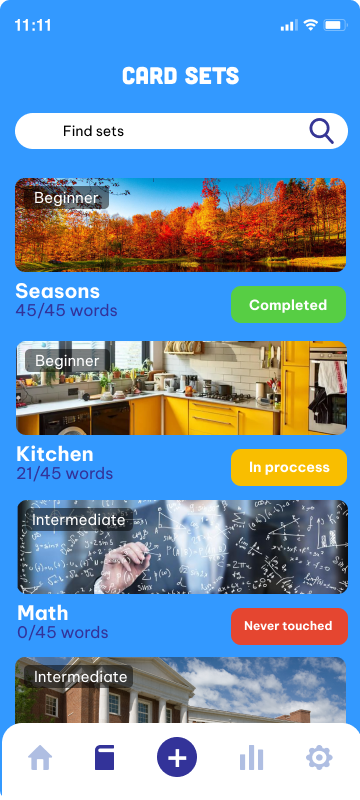 11:11
CARD SETS
Find sets
Beginner
Seasons
45/45 words
Completed
Beginner
Kitchen
21/45 words
In proccess
Intermediate
Math
0/45 words
Never touched
Intermediate